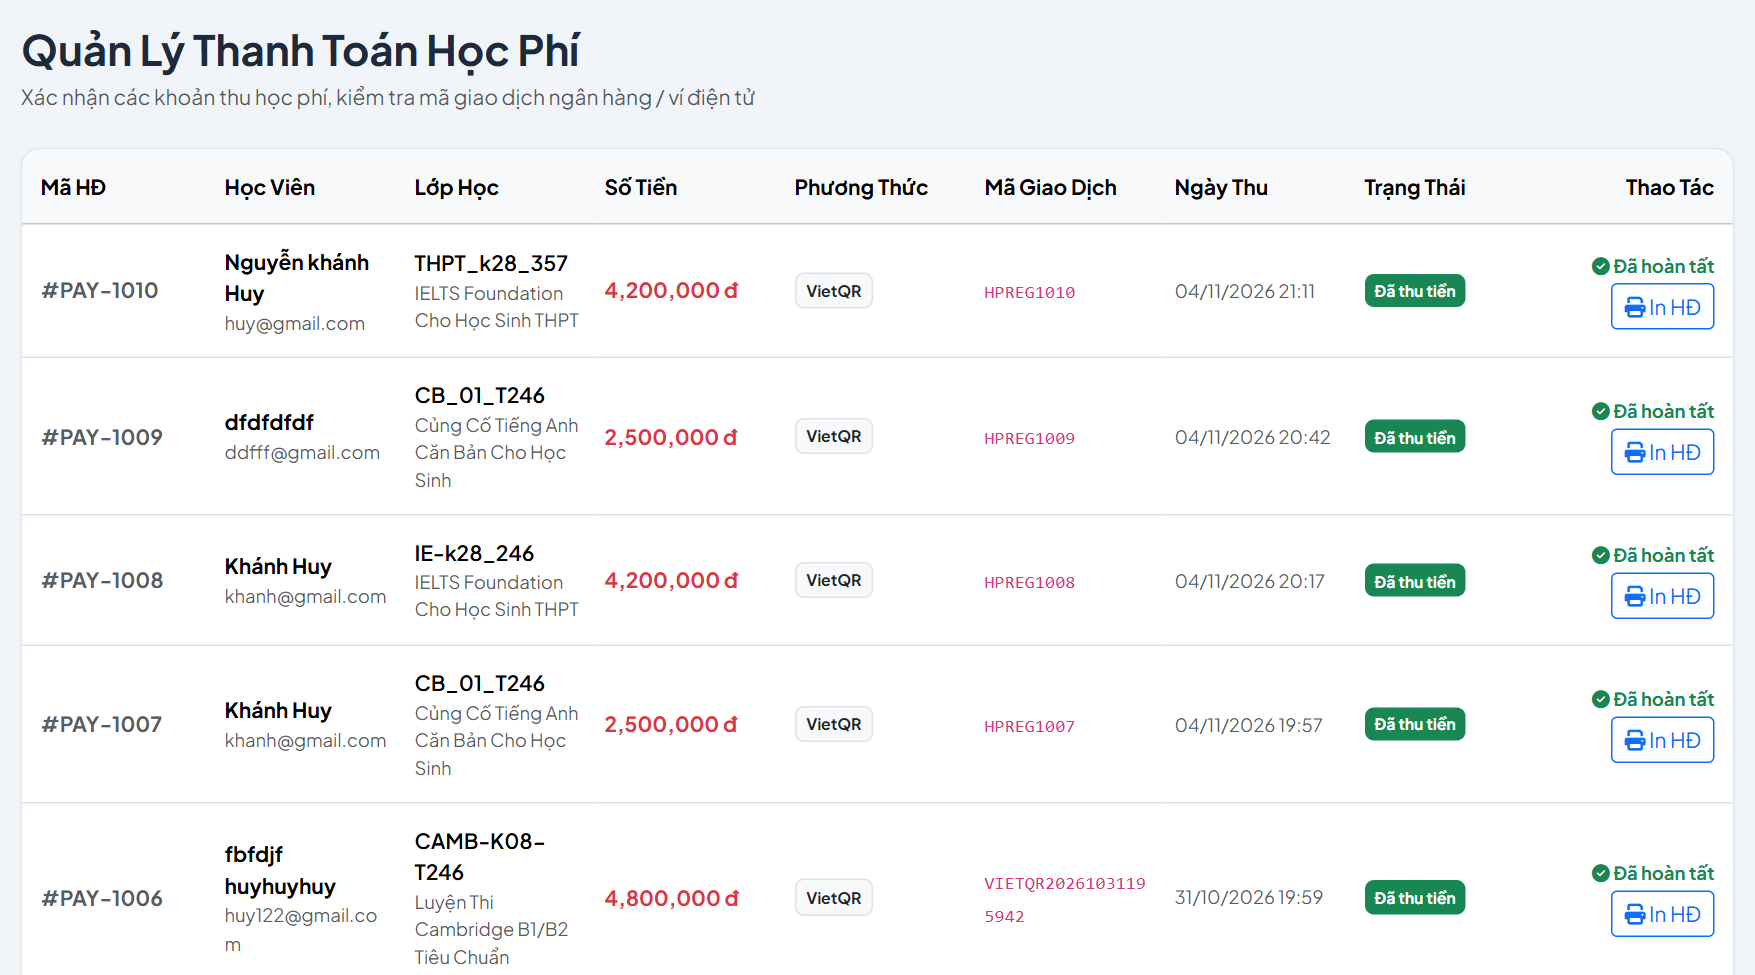 Quản Lý Thanh Toán Học Phí
Xác nhận các khoản thu học phí, kiểm tra mã giao dịch ngân hàng / ví điện tử
Mã HĐ
Học Viên
Lớp Học
Số Tiền
Phương Thức
Mã Giao Dịch
Ngày Thu
Trạng Thái
Thao Tác
#PAY-1010
Nguyễn khánh
Huy
huy@gmail.com
THPT_k28_357
IELTS Foundation
Cho Học Sinh THPT
4,200,000 đ
VietQR
HPREG1010
04/11/2026 21:11
Đã thu tiền
Đã hoàn tất
In HĐ
#PAY-1009
dfdfdfdf
ddfff@gmail.com
CB_01_T246
Củng Cố Tiếng Anh
Căn Bản Cho Học
Sinh
2,500,000 đ
VietQR
HPREG1009
04/11/2026 20:42
Đã thu tiền
Đã hoàn tất
In HĐ
#PAY-1008
Khánh Huy
khanh@gmail.com
IE-k28_246
IELTS Foundation
Cho Học Sinh THPT
4,200,000 đ
VietQR
HPREG1008
04/11/2026 20:17
Đã thu tiền
Đã hoàn tất
In HĐ
#PAY-1007
Khánh Huy
khanh@gmail.com
CB_01_T246
Củng Cố Tiếng Anh
Căn Bản Cho Học
Sinh
2,500,000 đ
VietQR
HPREG1007
04/11/2026 19:57
Đã thu tiền
Đã hoàn tất
In HĐ
#PAY-1006
fbfdjf
huyhuyhuy
huy122@gmail.co
m
CAMB-K08-
T246
Luyện Thi
Cambridge B1/B2
Tiêu Chuẩn
4,800,000 đ
VietQR
VIETQR2026103119
5942
31/10/2026 19:59
Đã thu tiền
Đã hoàn tất
In HĐ